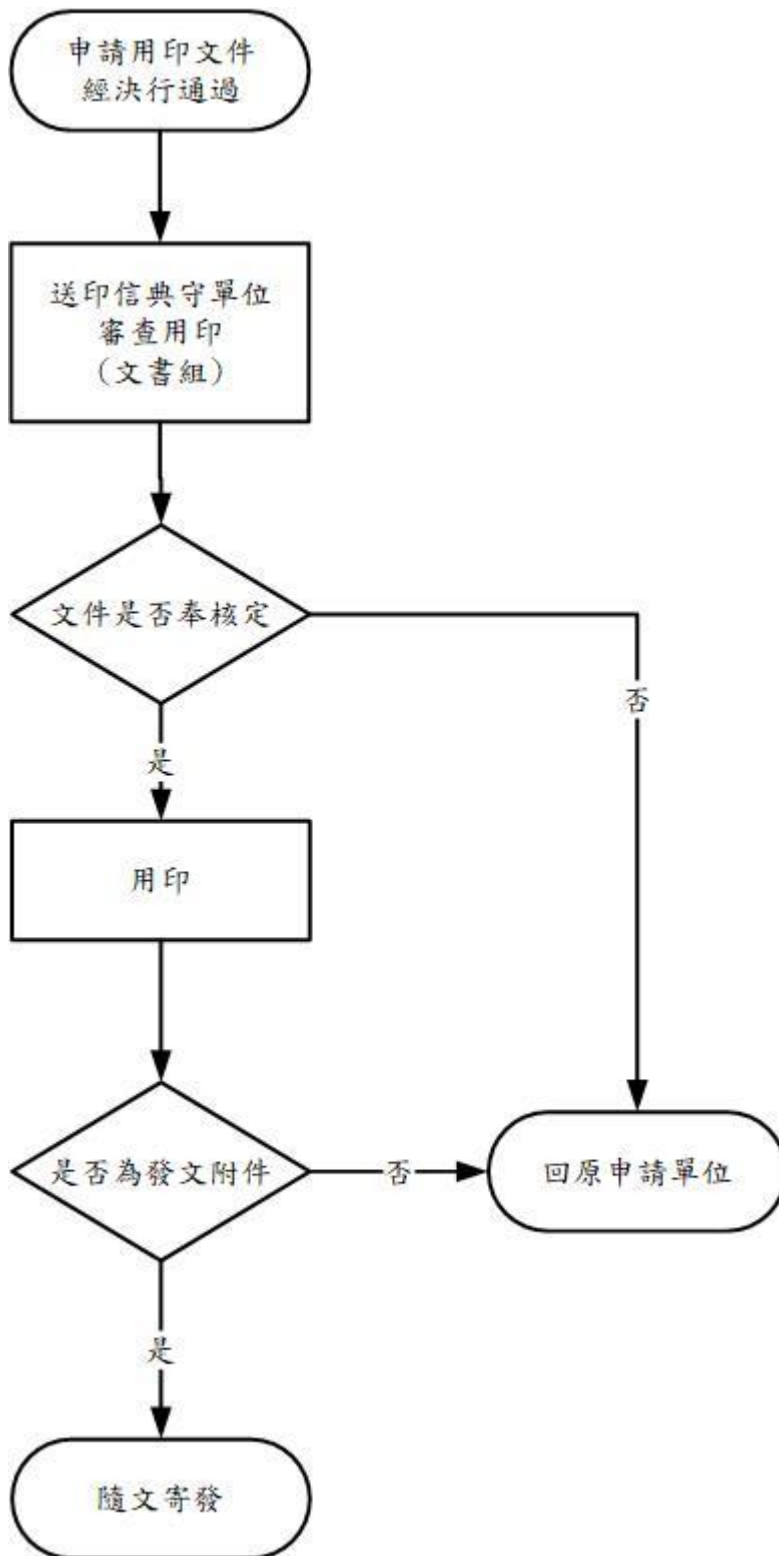 申請用印文件
經決行通過
送印信典守單位
審查用印
（文書組）
文件是否奉核定
否
是
用印
是否為發文附件
否
回原申請單位
是
隨文寄發